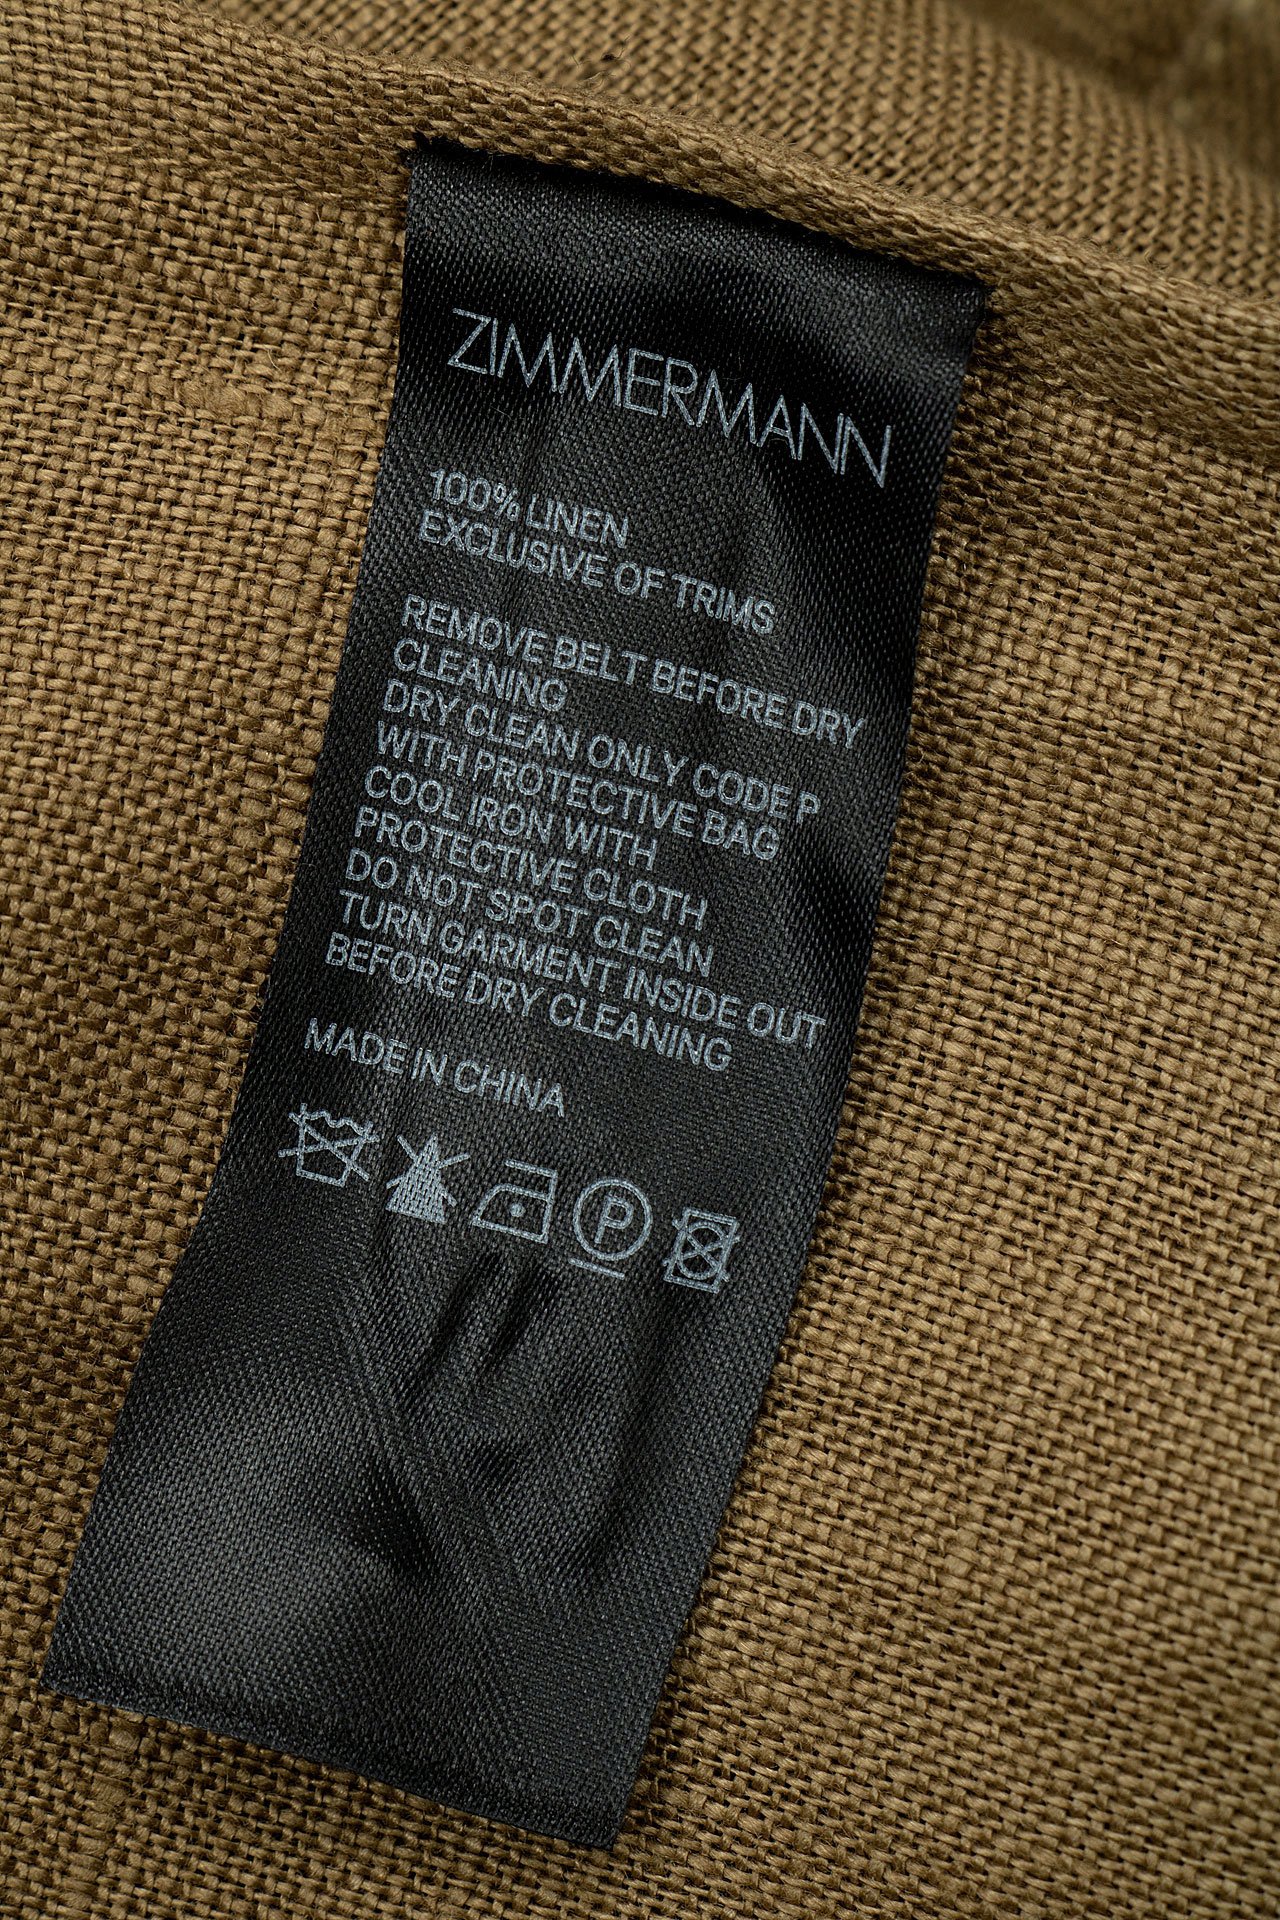 ZIMMERMANN
100% LINEN
EXCLUSIVE OF TRIMS
REMOVE BELT BEFORE DRY
CLEANING
DRY CLEAN ONLY CODE P
WITH PROTECTIVE BAG
COOL IRON WITH
PROTECTIVE CLOTH
DO NOT SPOT CLEAN
TURN GARMENT INSIDE OUT
BEFORE DRY CLEANING
MADE IN CHINA
P